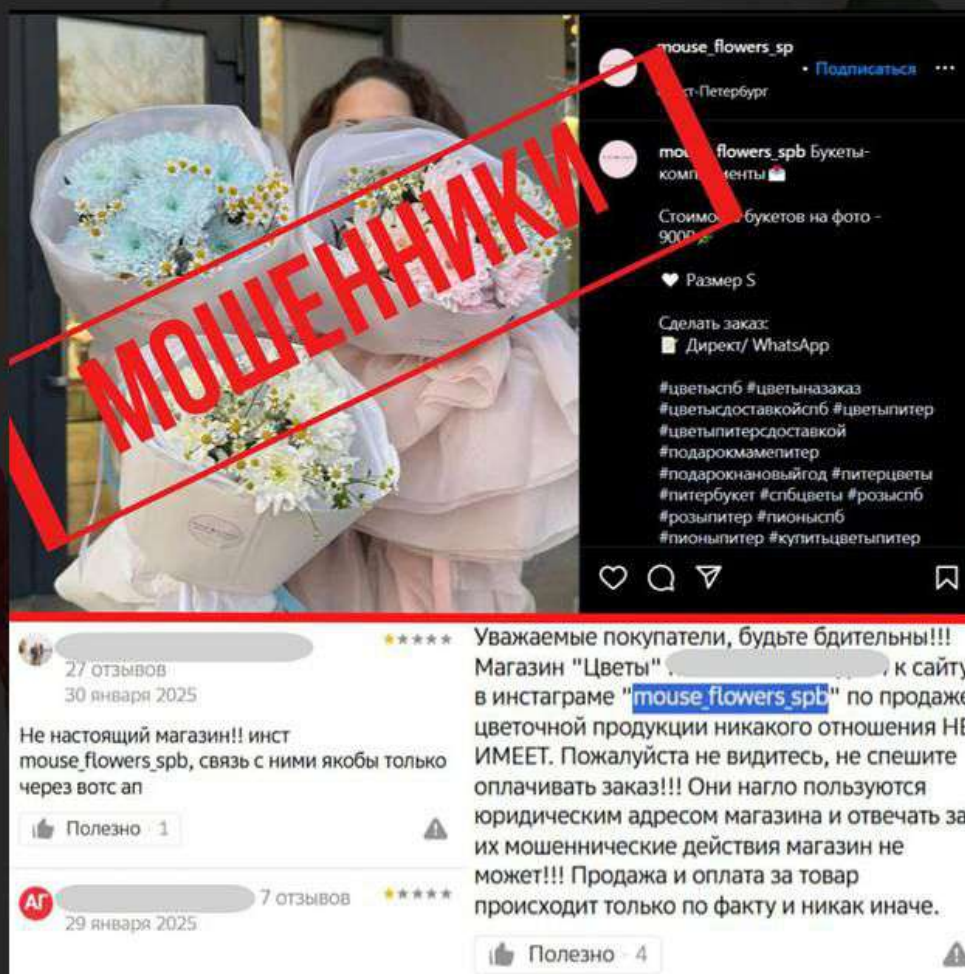 mouse_flowers_sp
• Подписаться
МОШЕННИКИ
flowers_spb Букеты-
Стоимо букетов на фото -
Размер S
Сделать заказ:
Директ/ WhatsApp
#цветыспб #цветыназаказ
#цветысдоставкойспб #цветыпитер
#цветыпитерсдоставкой
#подарокмамепитер
#подарокнановыйгод #питерцветы
#питербукет #спбцветы #розыспб
#розыпитер #пионыспб
#пионыпитер #купитьцветыпитер
27 отзывов
30 января 2025
Не настоящий магазин!! инст
mouse_flowers_spb, связь с ними якобы только
через вотс ап
Полезно 1
АГ
7 отзывов
29 января 2025
Уважаемые покупатели, будьте бдительны!!!
Магазин "Цветы" к сайту
в инстаграме "mouse_flowers_spb" по продаже
цветочной продукции никакого отношения НЕ
ИМЕЕТ. Пожалуйста не видитесь, не спешите
оплачивать заказ!!! Они нагло пользуются
юридическим адресом магазина и отвечать за
их мошеннические действия магазин не
может!!! Продажа и оплата за товар
происходит только по факту и никак иначе.
Полезно · 4